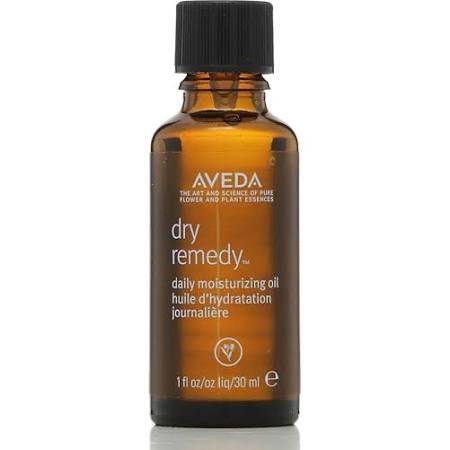 AVEDA
THE ART AND SCIENCE OF PURE
FLOWER AND PLANT ESSENCES
dry
remedy™
daily moisturizing oil
huile d'hydratation
journalière
1 fl oz/oz liq/30 ml ℮